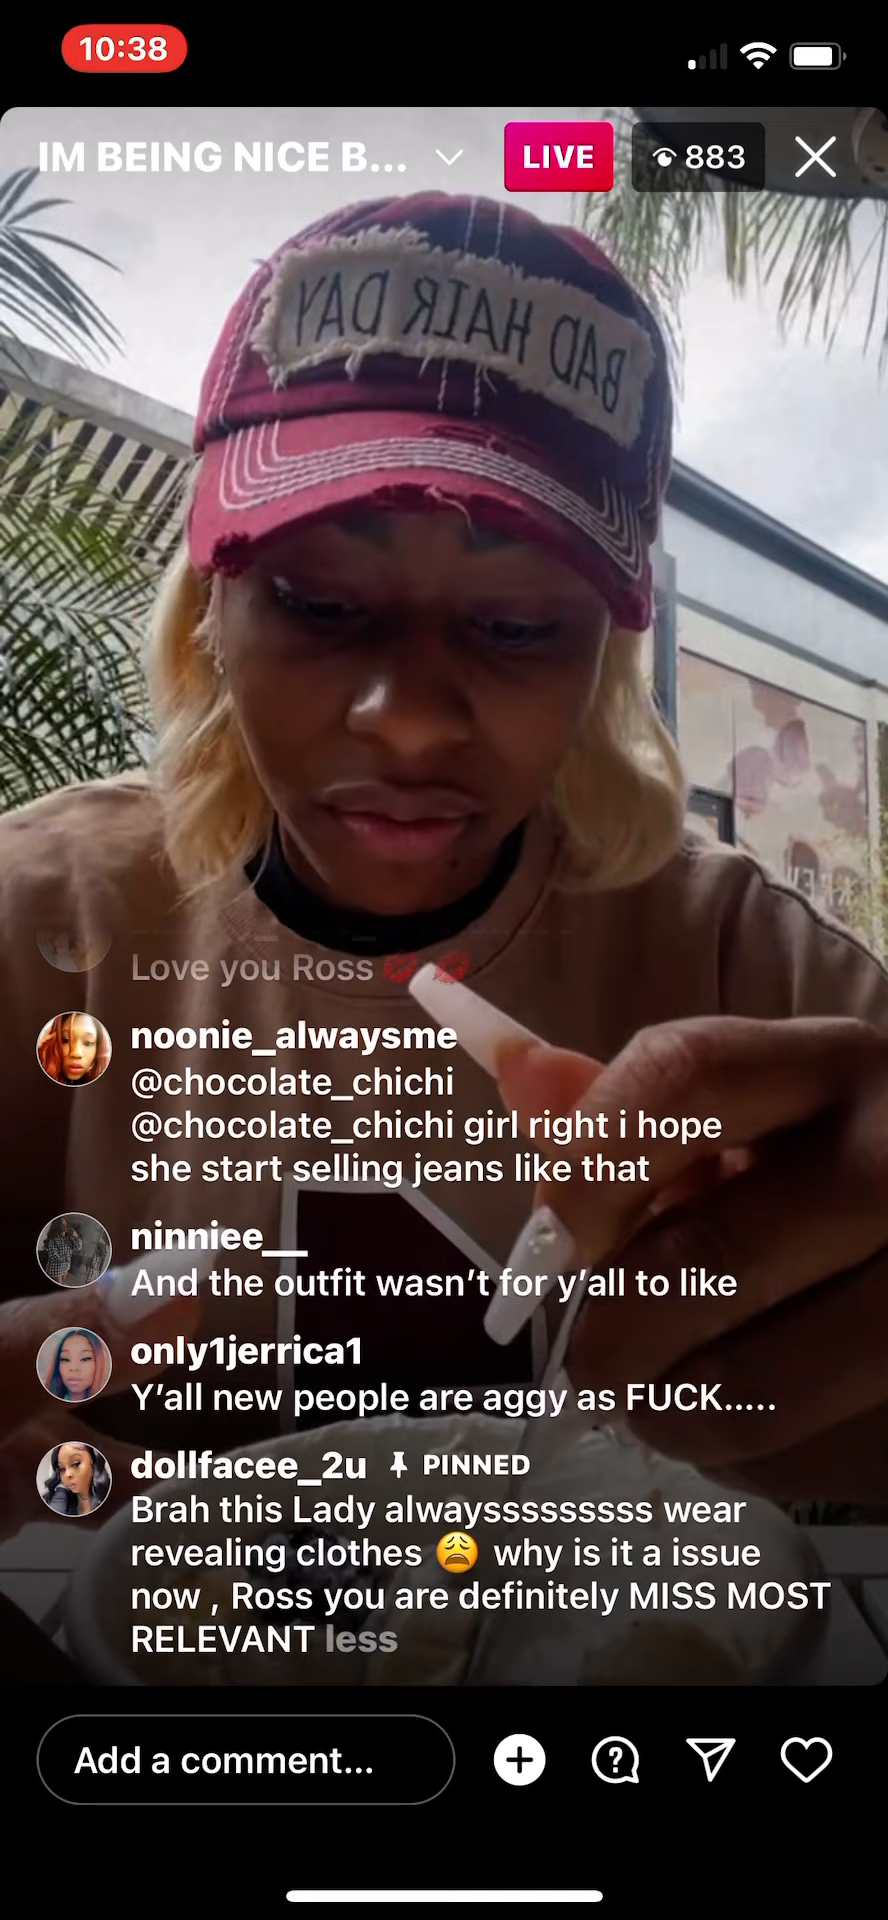 10:38
IM BEING NICE B...
LIVE
883
BAD HAIR DAY
Love you Ross 💋 💋
noonie_alwaysme
@chocolate_chichi
@chocolate_chichi girl right i hope
she start selling jeans like that
ninniee__
And the outfit wasn’t for y’all to like
only1jerrica1
Y’all new people are aggy as FUCK.....
dollfacee_2u PINNED
Brah this Lady alwaysssssssss wear
revealing clothes 😩 why is it a issue
now , Ross you are definitely MISS MOST
RELEVANT less
Add a comment...